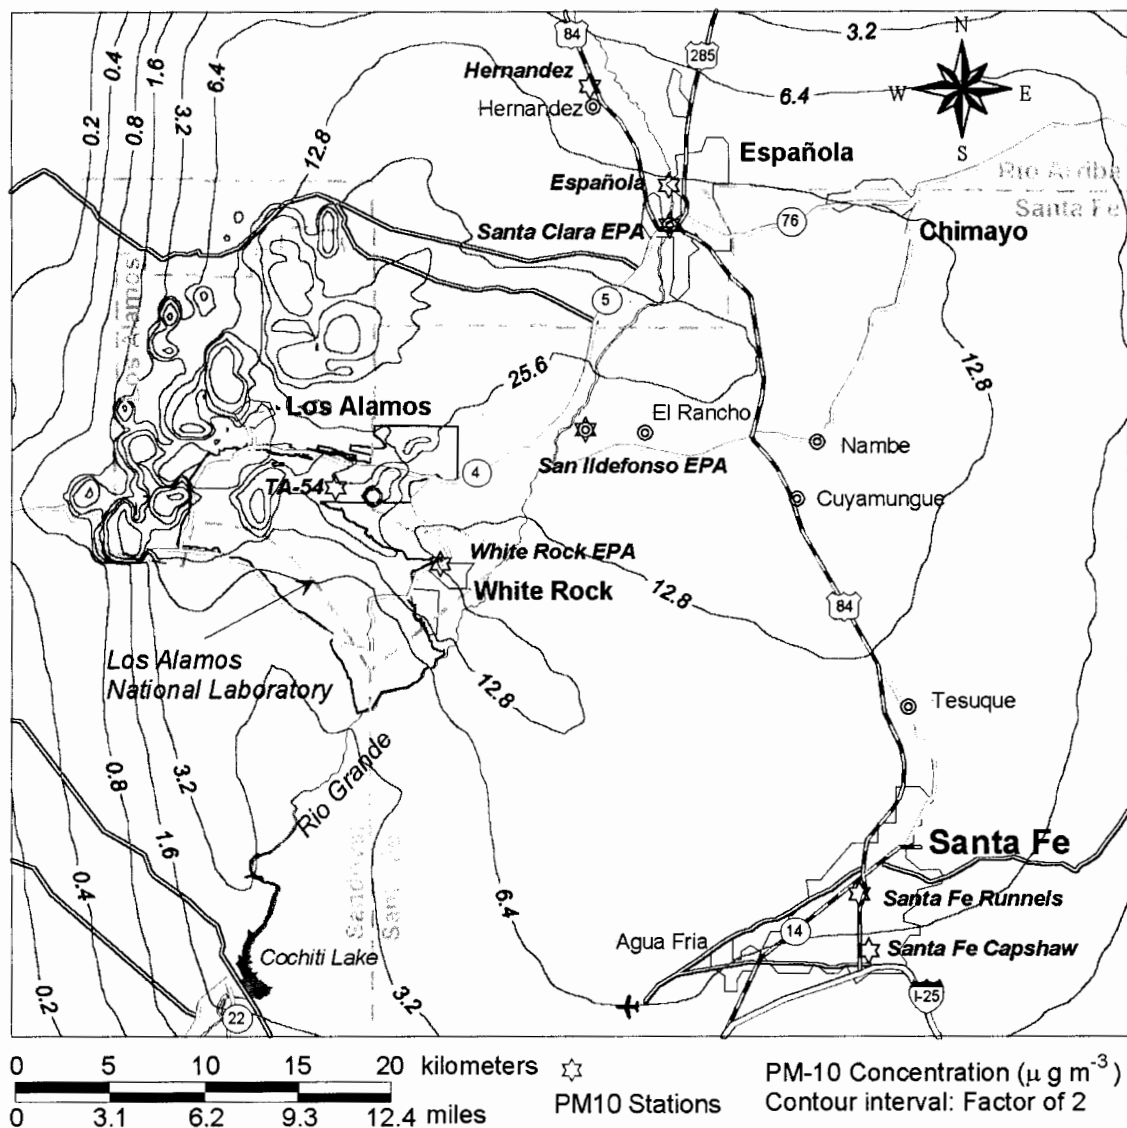 84
285
3.2
N
W
E
S
0.4
1.6
6.4
0.2
0.8
3.2
12.8
Hernandez
Hernandez
6.4
Española
Española
Rio Arriba
Santa Fe
Santa Clara EPA
76
Chimayo
Los Alamos
5
25.6
12.8
Los Alamos
El Rancho
Nambe
San Ildefonso EPA
4
TA-54
Cuyamungue
White Rock EPA
White Rock
12.8
84
Los Alamos
National Laboratory
12.8
Tesuque
0.8
3.2
Rio Grande
1.6
Santa Fe
0.4
6.4
Sandoval
Santa Fe Runnels
14
Agua Fria
Santa Fe Capshaw
Cochiti Lake
0.2
3.2
22
I-25
0 5 10 15 20 kilometers
0 3.1 6.2 9.3 12.4 miles
PM10 Stations
PM-10 Concentration (μ g m⁻³)
Contour interval: Factor of 2